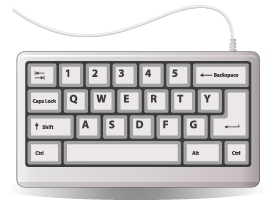 1 2 3 4 5 Backspace
Caps Lock Q W E R T Y
Shift A S D F G
Ctrl Alt Ctrl